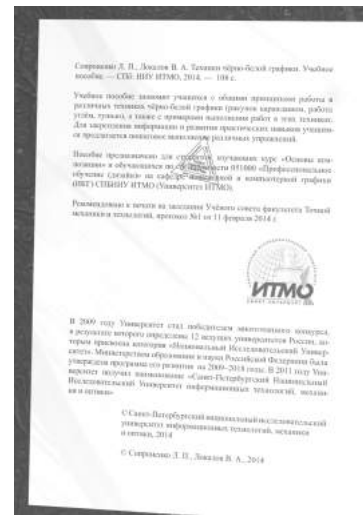 Сопроненко Л. П., Локалов В. А. Техники чёрно-белой графики. Учебное
пособие. — СПб: НИУ ИТМО, 2014. — 108 с.
Учебное пособие знакомит учащихся с общими принципами работы в
различных техниках чёрно-белой графики (рисунок карандашом, работа
углём, тушью), а также с примерами выполнения работ в этих техниках.
Для закрепления информации и развития практических навыков учащим-
ся предлагается пошаговое выполнение различных упражнений.
Пособие предназначено для студентов, изучающих курс «Основы ком-
позиции» и обучающихся по специальности 051000 «Профессиональное
обучение (дизайн)» на кафедре инженерной и компьютерной графики
(ИКГ) СПбНИУ ИТМО (Университет ИТМО).
Рекомендовано к печати на заседании Учёного совета факультета Точной
механики и технологий, протокол №1 от 11 февраля 2014 г.
ИТМО
В 2009 году Университет стал победителем многоэтапного конкурса,
в результате которого определены 12 ведущих университетов России, ко-
торым присвоена категория «Национальный Исследовательский Универ-
ситет». Министерством образования и науки Российской Федерации была
утверждена программа его развития на 2009–2018 годы. В 2011 году Уни-
верситет получил наименование «Санкт-Петербургский Национальный
Исследовательский Университет информационных технологий, механи-
ки и оптики»
© Санкт-Петербургский национальный исследовательский
университет информационных технологий, механики
и оптики, 2014
© Сопроненко Л. П., Локалов В. А., 2014